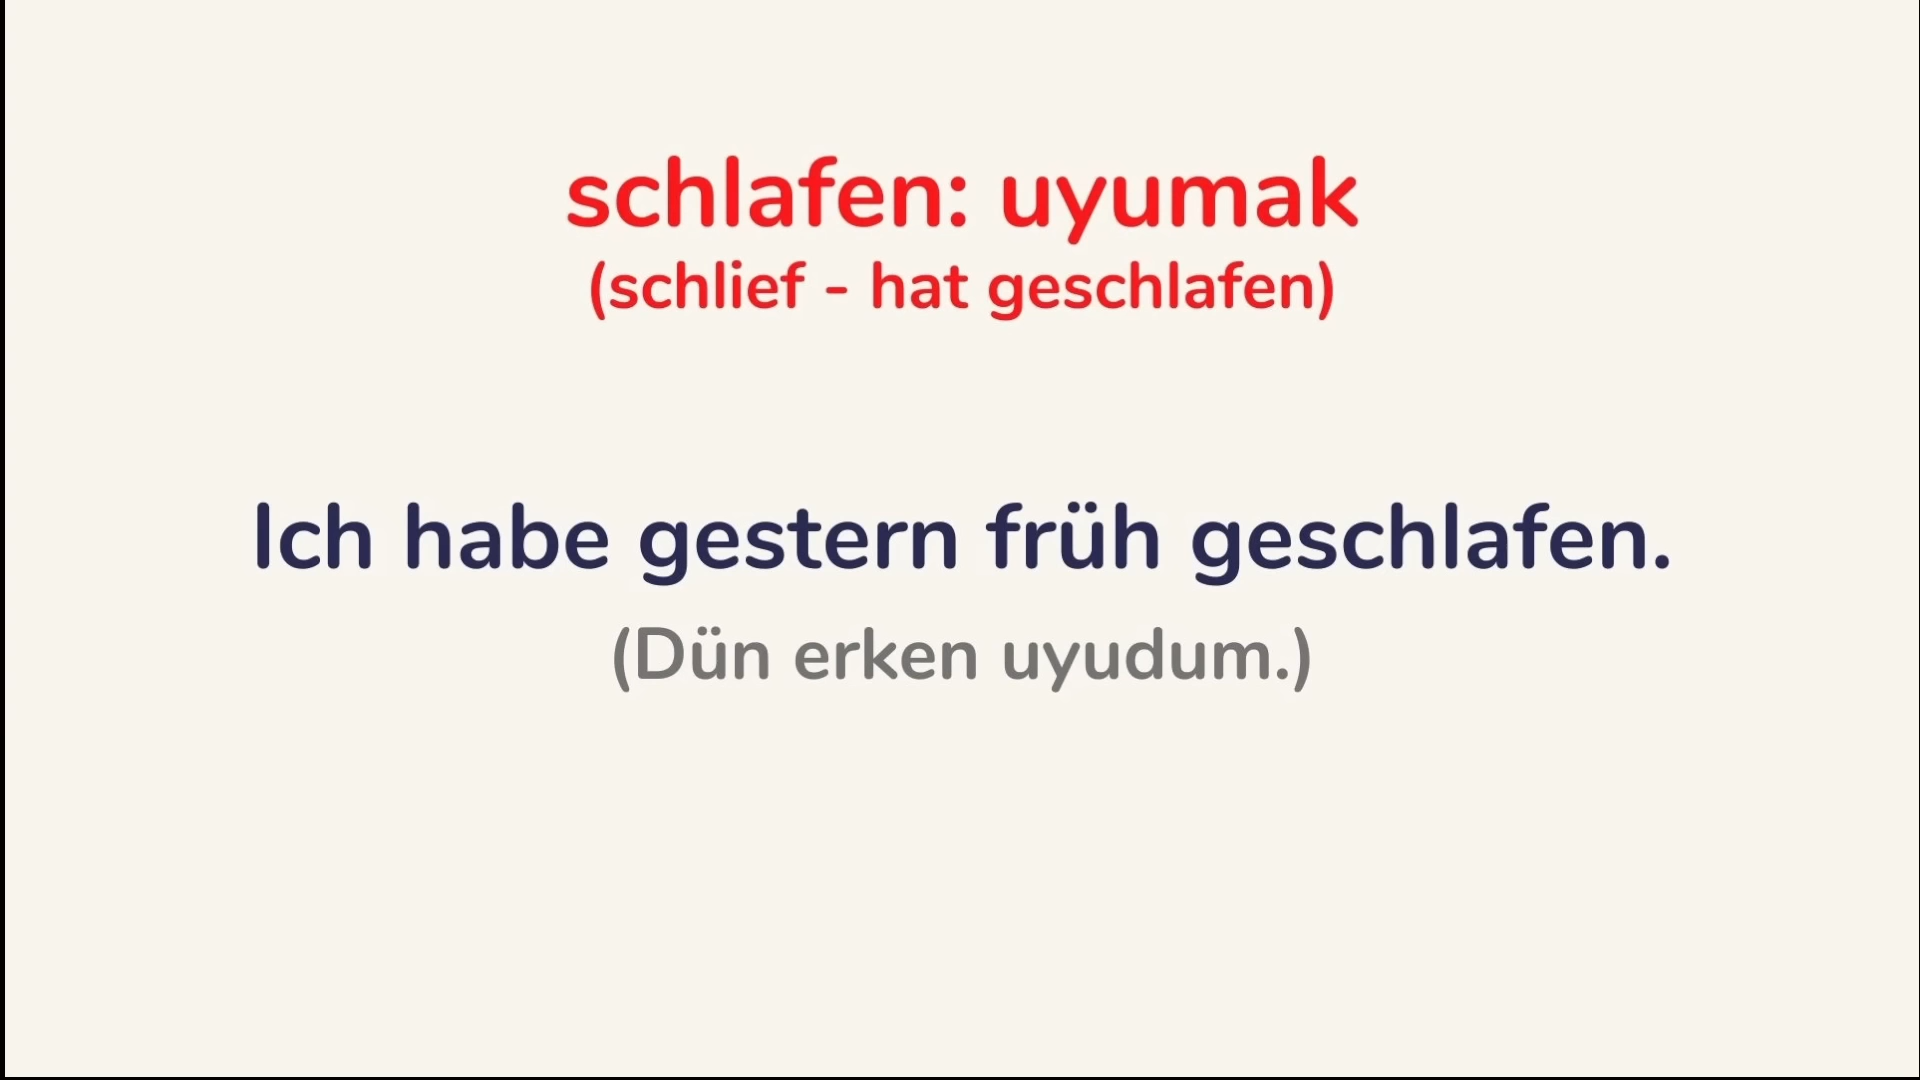 schlafen: uyumak
(schlief - hat geschlafen)
Ich habe gestern früh geschlafen.
(Dün erken uyudum.)